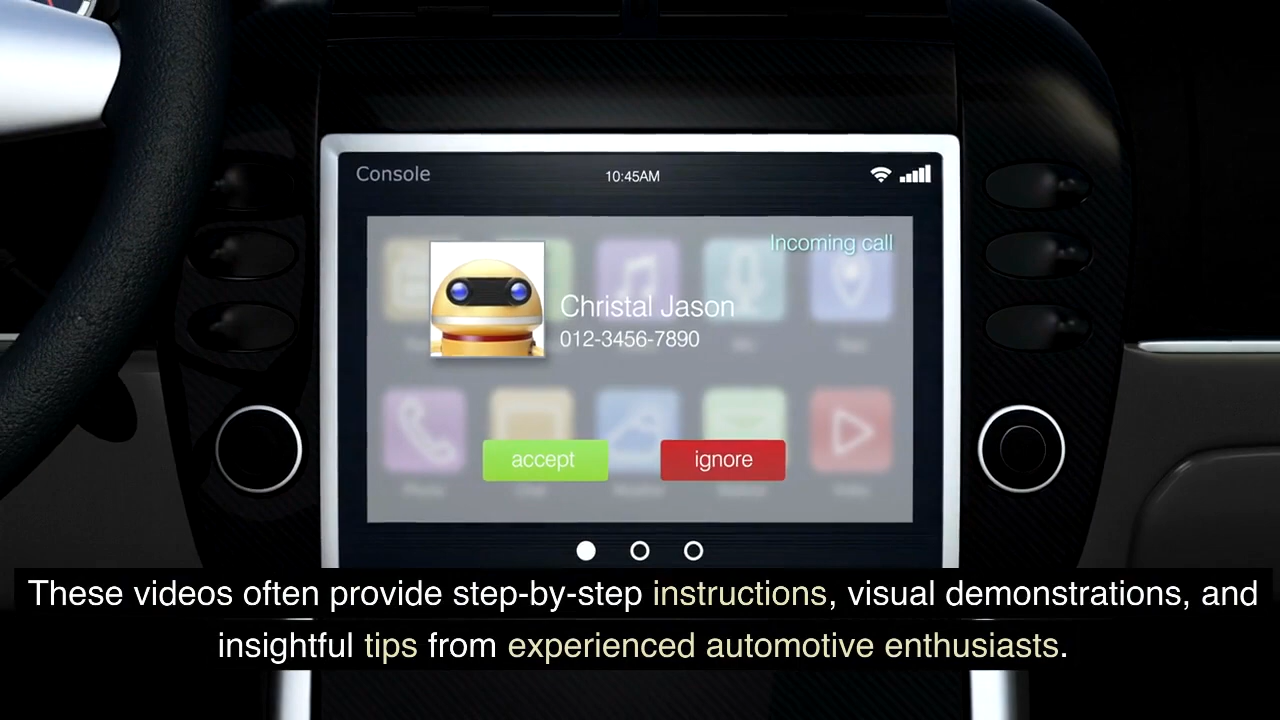 Console
10:45AM
Incoming call
Christal Jason
012-3456-7890
accept
ignore
These videos often provide step-by-step instructions, visual demonstrations, and
insightful tips from experienced automotive enthusiasts.